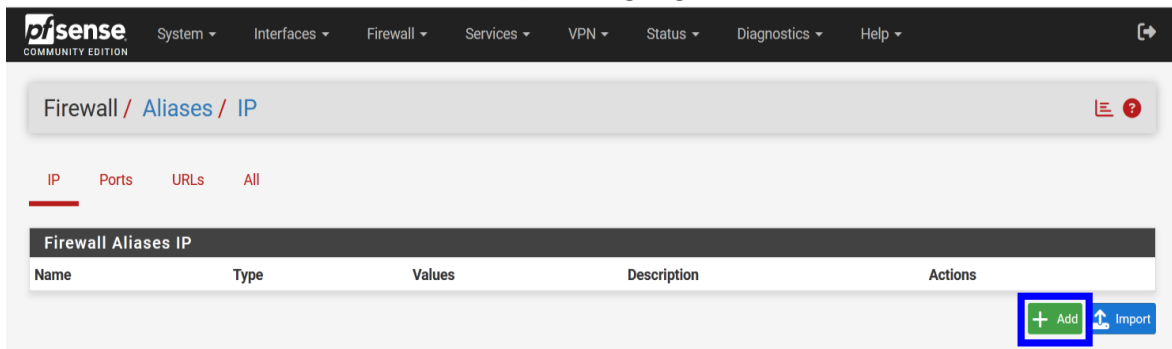 pfsense System Interfaces Firewall Services VPN Status Diagnostics Help
COMMUNITY EDITION
Firewall / Aliases / IP
IP Ports URLs All
Firewall Aliases IP
Name Type Values Description Actions
Add Import